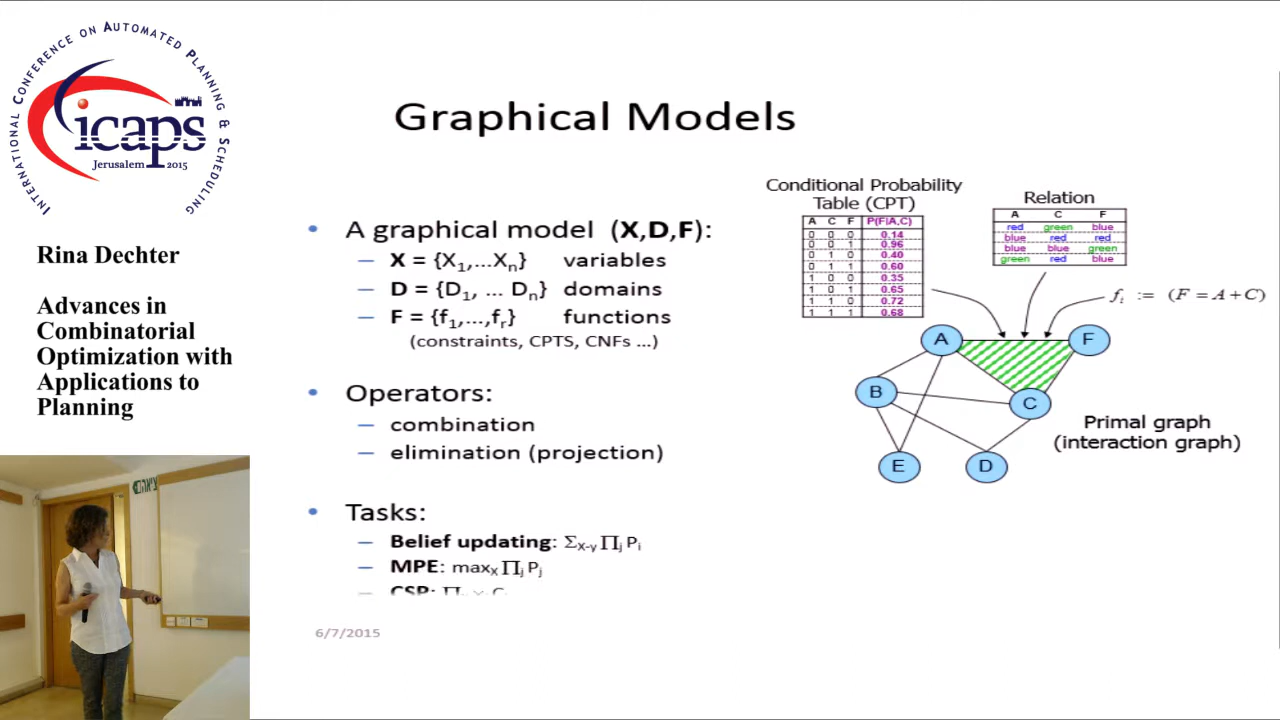 INTERNATIONAL CONFERENCE ON AUTOMATED PLANNING & SCHEDULING
icaps
Jerusalem 2015
Rina Dechter
Advances in
Combinatorial
Optimization with
Applications to
Planning
Graphical Models
• A graphical model (X,D,F):
– X = {X1,...Xn} variables
– D = {D1, ... Dn} domains
– F = {f1,...,fr} functions
(constraints, CPTS, CNFs ...)
• Operators:
– combination
– elimination (projection)
• Tasks:
– Belief updating: ΣX-y ∏j Pi
– MPE: maxX ∏j Pj
– CSP:
6/7/2015
Conditional Probability
Table (CPT)
A C F P(F|A,C)
0 0 0 0.14
0 0 1 0.96
0 1 0 0.40
0 1 1 0.60
1 0 0 0.35
1 0 1 0.65
1 1 0 0.72
1 1 1 0.68
Relation
A C F
red green blue
blue red red
blue blue green
green red blue
fi := (F = A + C)
A
F
B
C
E
D
Primal graph
(interaction graph)